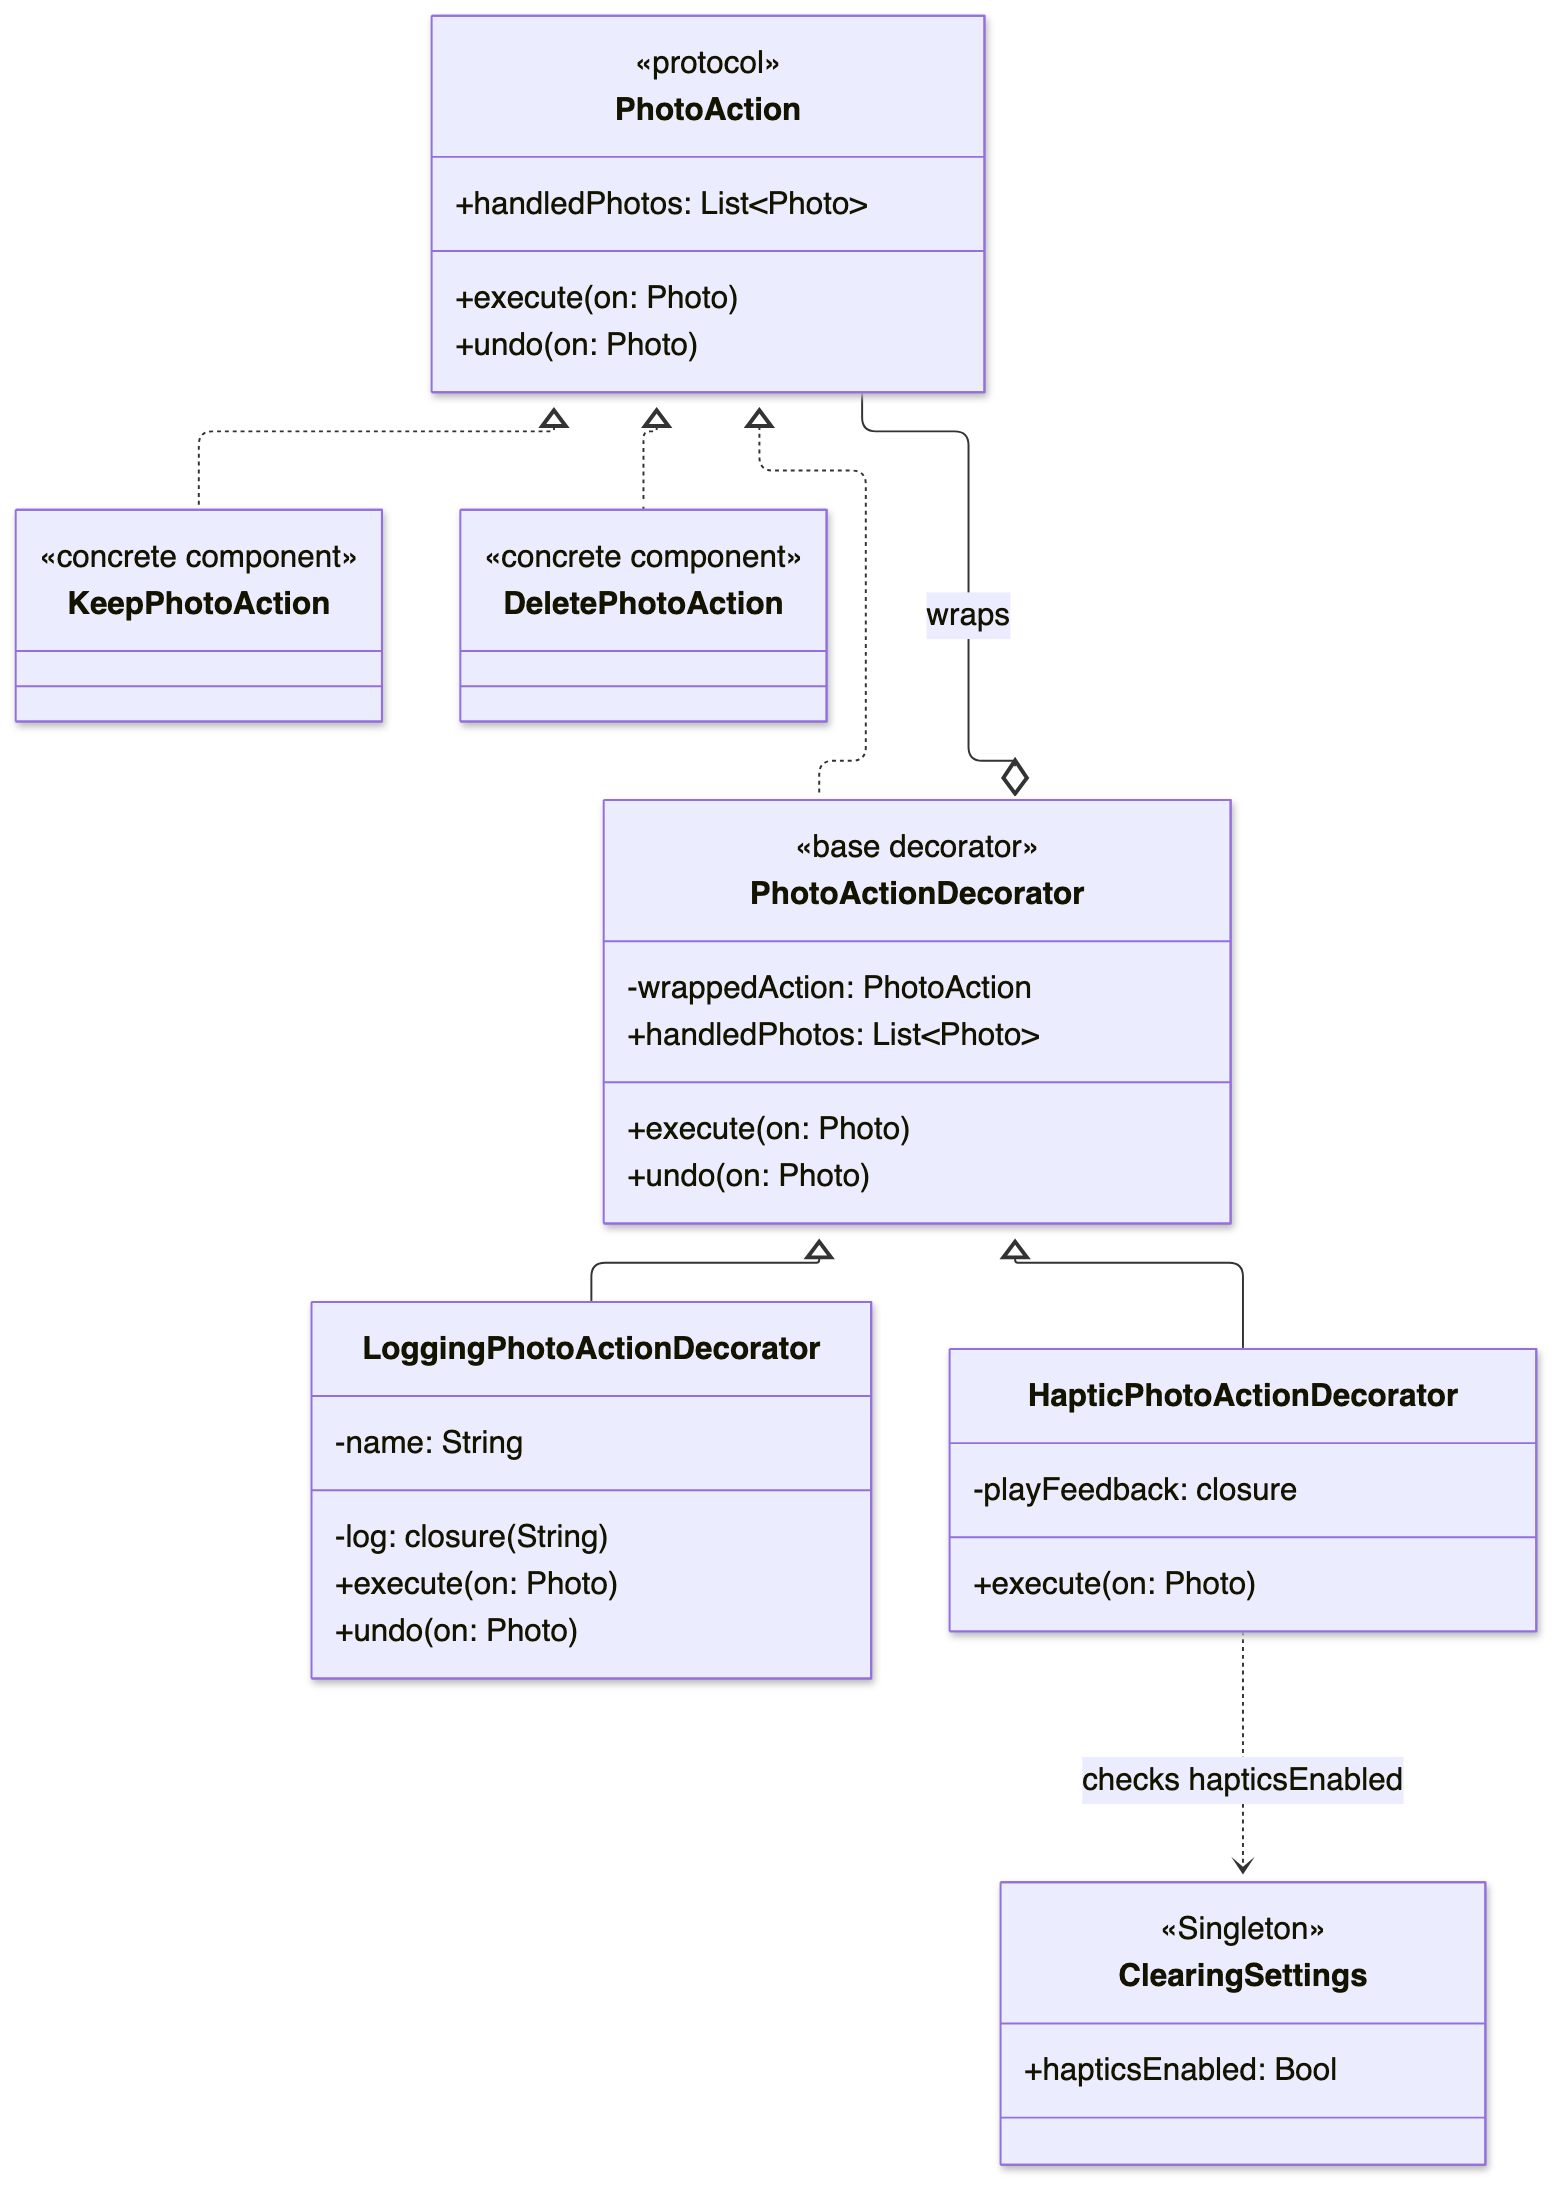 «protocol»
PhotoAction
+handledPhotos: List<Photo>
+execute(on: Photo)
+undo(on: Photo)
«concrete component»
KeepPhotoAction
«concrete component»
DeletePhotoAction
wraps
«base decorator»
PhotoActionDecorator
-wrappedAction: PhotoAction
+handledPhotos: List<Photo>
+execute(on: Photo)
+undo(on: Photo)
LoggingPhotoActionDecorator
-name: String
-log: closure(String)
+execute(on: Photo)
+undo(on: Photo)
HapticPhotoActionDecorator
-playFeedback: closure
+execute(on: Photo)
checks hapticsEnabled
«Singleton»
ClearingSettings
+hapticsEnabled: Bool